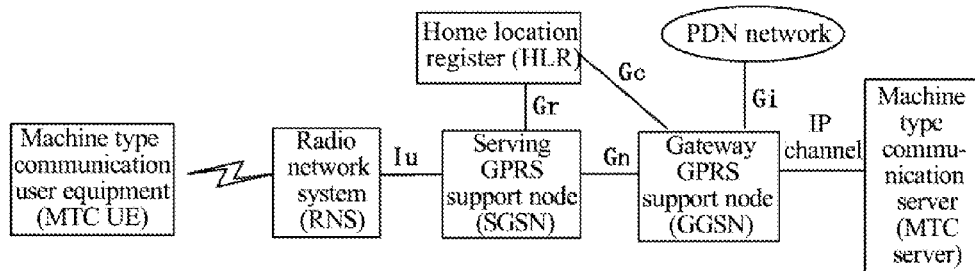 Home location
register (HLR)
PDN network
Gc
Gr
Gi
Machine type
communication
user equipment
(MTC UE)
Radio
network
system
(RNS)
Iu
Serving
GPRS
support node
(SGSN)
Gn
Gateway
GPRS
support node
(GGSN)
IP
channel
Machine
type
commu-
nication
server
(MTC
server)